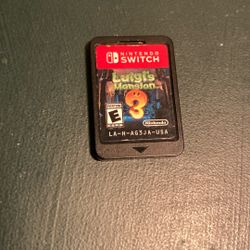 NINTENDO
SWITCH
Luigi's
Mansion
3
E
Nintendo
LA-H-AG3JA-USA